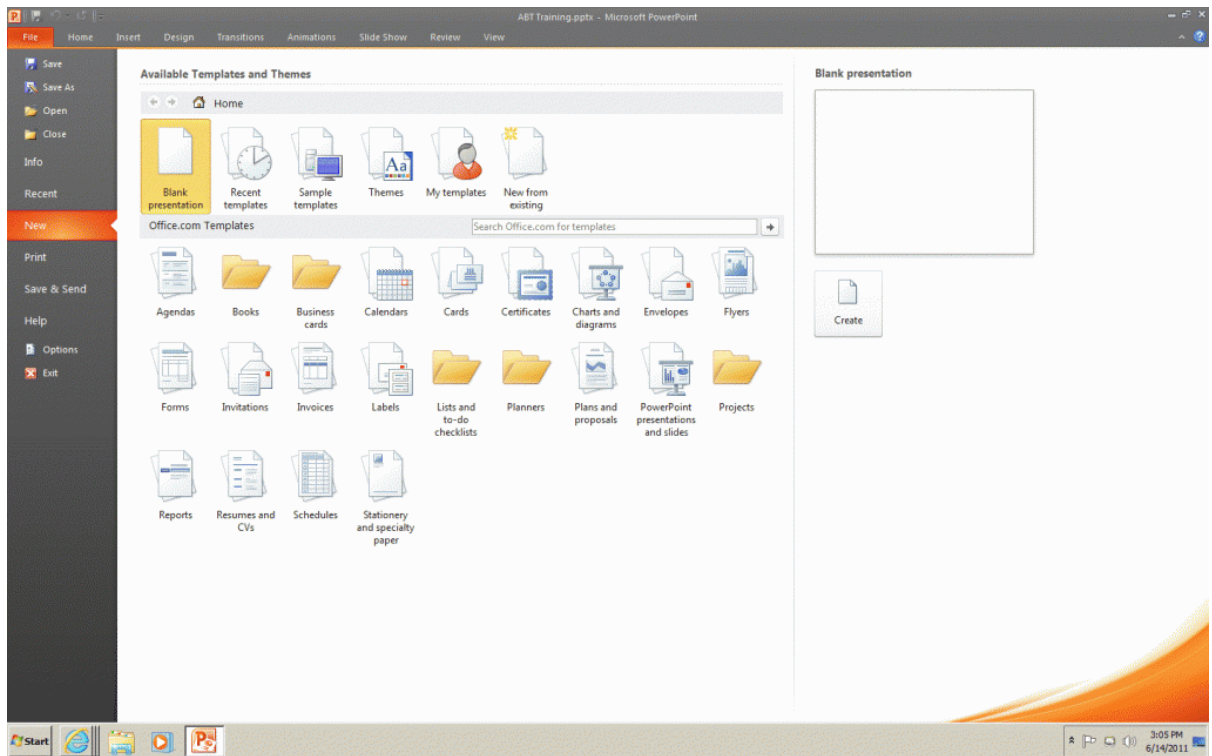 ABT Training.pptx - Microsoft PowerPoint
File Home Insert Design Transitions Animations Slide Show Review View
Save
Save As
Open
Close
Info
Recent
New
Print
Save & Send
Help
Options
Exit
Available Templates and Themes
Home
Blank presentation
Recent templates
Sample templates
Themes
My templates
New from existing
Office.com Templates
Search Office.com for templates
Agendas
Books
Business cards
Calendars
Cards
Certificates
Charts and diagrams
Envelopes
Flyers
Forms
Invitations
Invoices
Labels
Lists and to-do checklists
Planners
Plans and proposals
PowerPoint presentations and slides
Projects
Reports
Resumes and CVs
Schedules
Stationery and specialty paper
Blank presentation
Create
Start
3:05 PM
6/14/2011